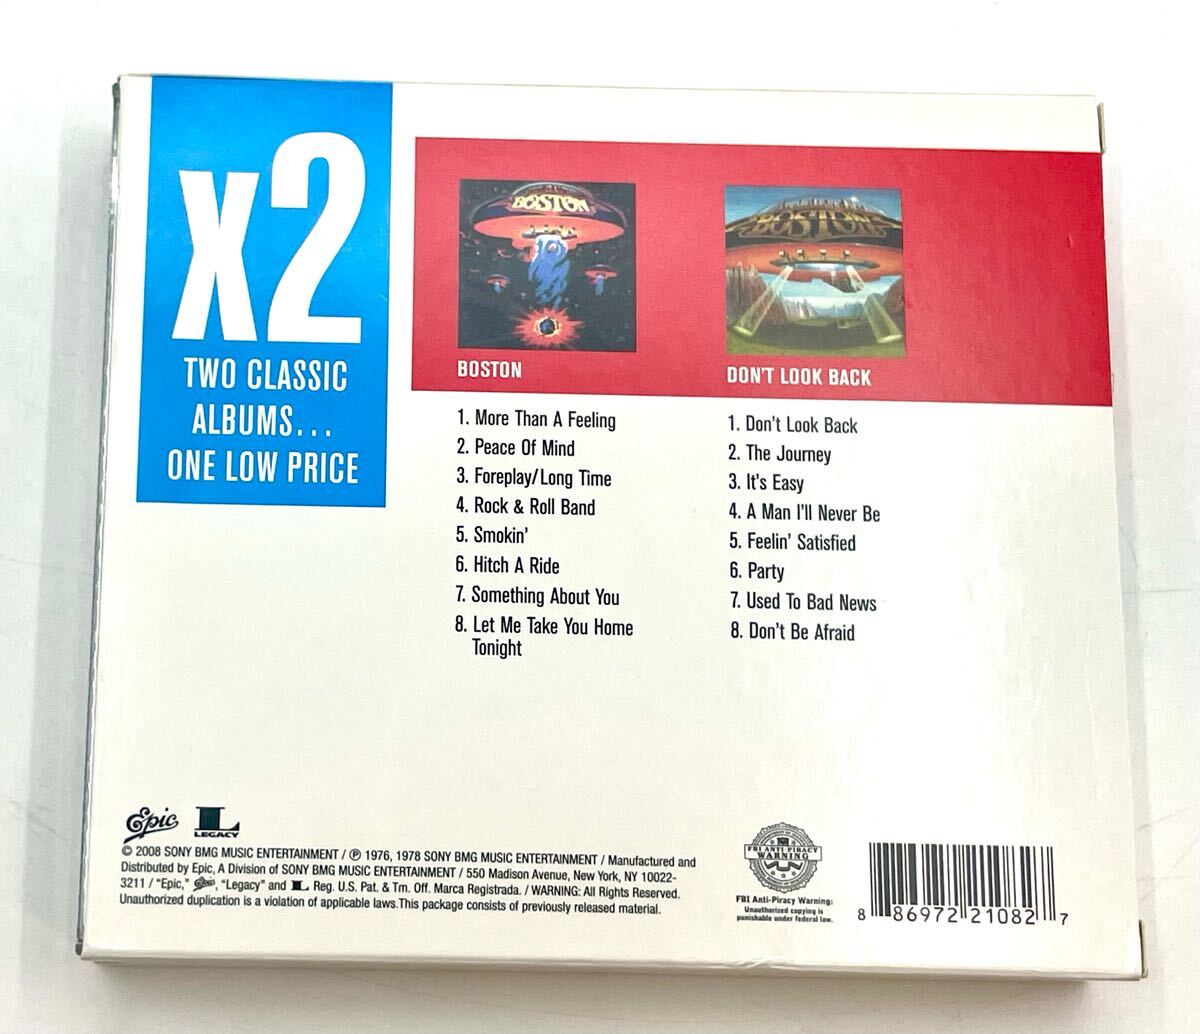 x2
TWO CLASSIC
ALBUMS...
ONE LOW PRICE
BOSTON
BOSTON
BOSTON
DON'T LOOK BACK
1. More Than A Feeling
2. Peace Of Mind
3. Foreplay/Long Time
4. Rock & Roll Band
5. Smokin'
6. Hitch A Ride
7. Something About You
8. Let Me Take You Home
Tonight
1. Don't Look Back
2. The Journey
3. It's Easy
4. A Man I'll Never Be
5. Feelin' Satisfied
6. Party
7. Used To Bad News
8. Don't Be Afraid
Epic
L
LEGACY
© 2008 SONY BMG MUSIC ENTERTAINMENT / ℗ 1976, 1978 SONY BMG MUSIC ENTERTAINMENT / Manufactured and
Distributed by Epic, A Division of SONY BMG MUSIC ENTERTAINMENT / 550 Madison Avenue, New York, NY 10022-
3211 / "Epic," Epic, "Legacy" and L Reg. U.S. Pat. & Tm. Off. Marca Registrada. / WARNING: All Rights Reserved.
Unauthorized duplication is a violation of applicable laws.This package consists of previously released material.
FBI ANTI-PIRACY
WARNING
FBI Anti-Piracy Warning:
Unauthorized copying is
punishable under federal law.
8 86972 21082 7